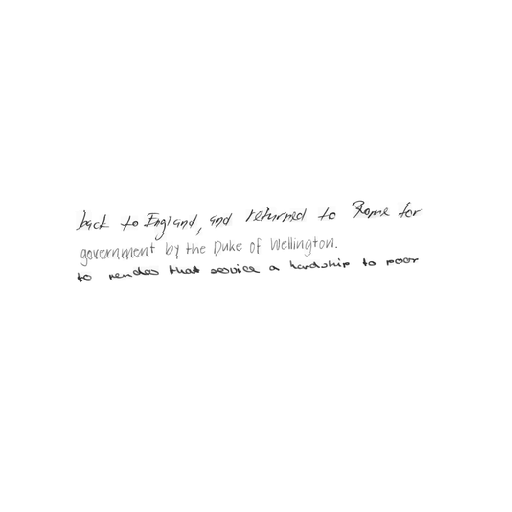 back to England, and returned to Rome for
government by the Duke of Wellington.
to render that service a hardship to poor